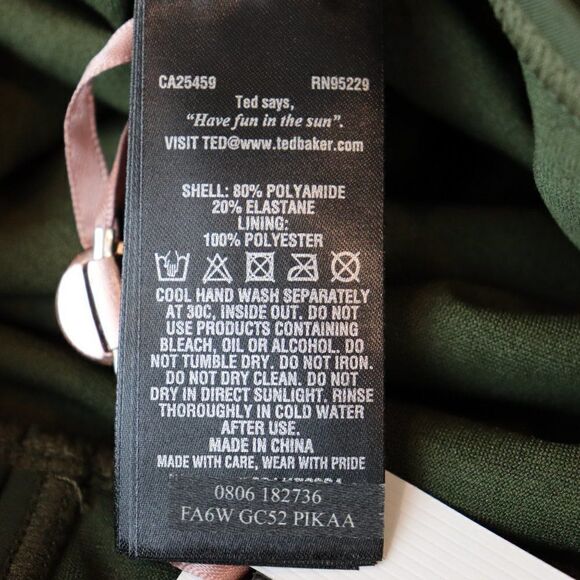 CA25459 RN95229
Ted says,
"Have fun in the sun".
VISIT TED@www.tedbaker.com
SHELL: 80% POLYAMIDE
20% ELASTANE
LINING:
100% POLYESTER
COOL HAND WASH SEPARATELY
AT 30C, INSIDE OUT. DO NOT
USE PRODUCTS CONTAINING
BLEACH, OIL OR ALCOHOL. DO
NOT TUMBLE DRY. DO NOT IRON.
DO NOT DRY CLEAN. DO NOT
DRY IN DIRECT SUNLIGHT. RINSE
THOROUGHLY IN COLD WATER
AFTER USE.
MADE IN CHINA
MADE WITH CARE, WEAR WITH PRIDE
0806 182736
FA6W GC52 PIKAA